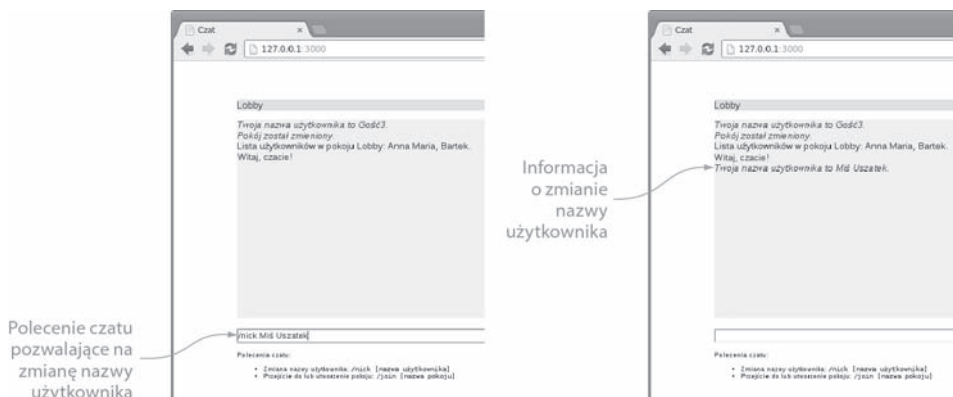 Czat
127.0.0.1:3000
Lobby
Twoja nazwa użytkownika to Gość3.
Pokój został zmieniony.
Lista użytkowników w pokoju Lobby: Anna Maria, Bartek.
Witaj, czacie!
/nick Miś Uszatek
Polecenia czatu:
Zmiana nazwy użytkownika: /nick [nazwa użytkownika]
Przejście do lub utworzenie pokoju: /join [nazwa pokoju]
Polecenie czatu
pozwalające na
zmianę nazwy
użytkownika
Czat
127.0.0.1:3000
Lobby
Twoja nazwa użytkownika to Gość3.
Pokój został zmieniony.
Lista użytkowników w pokoju Lobby: Anna Maria, Bartek.
Witaj, czacie!
Twoja nazwa użytkownika to Miś Uszatek.
Informacja
o zmianie
nazwy
użytkownika
Polecenia czatu:
Zmiana nazwy użytkownika: /nick [nazwa użytkownika]
Przejście do lub utworzenie pokoju: /join [nazwa pokoju]